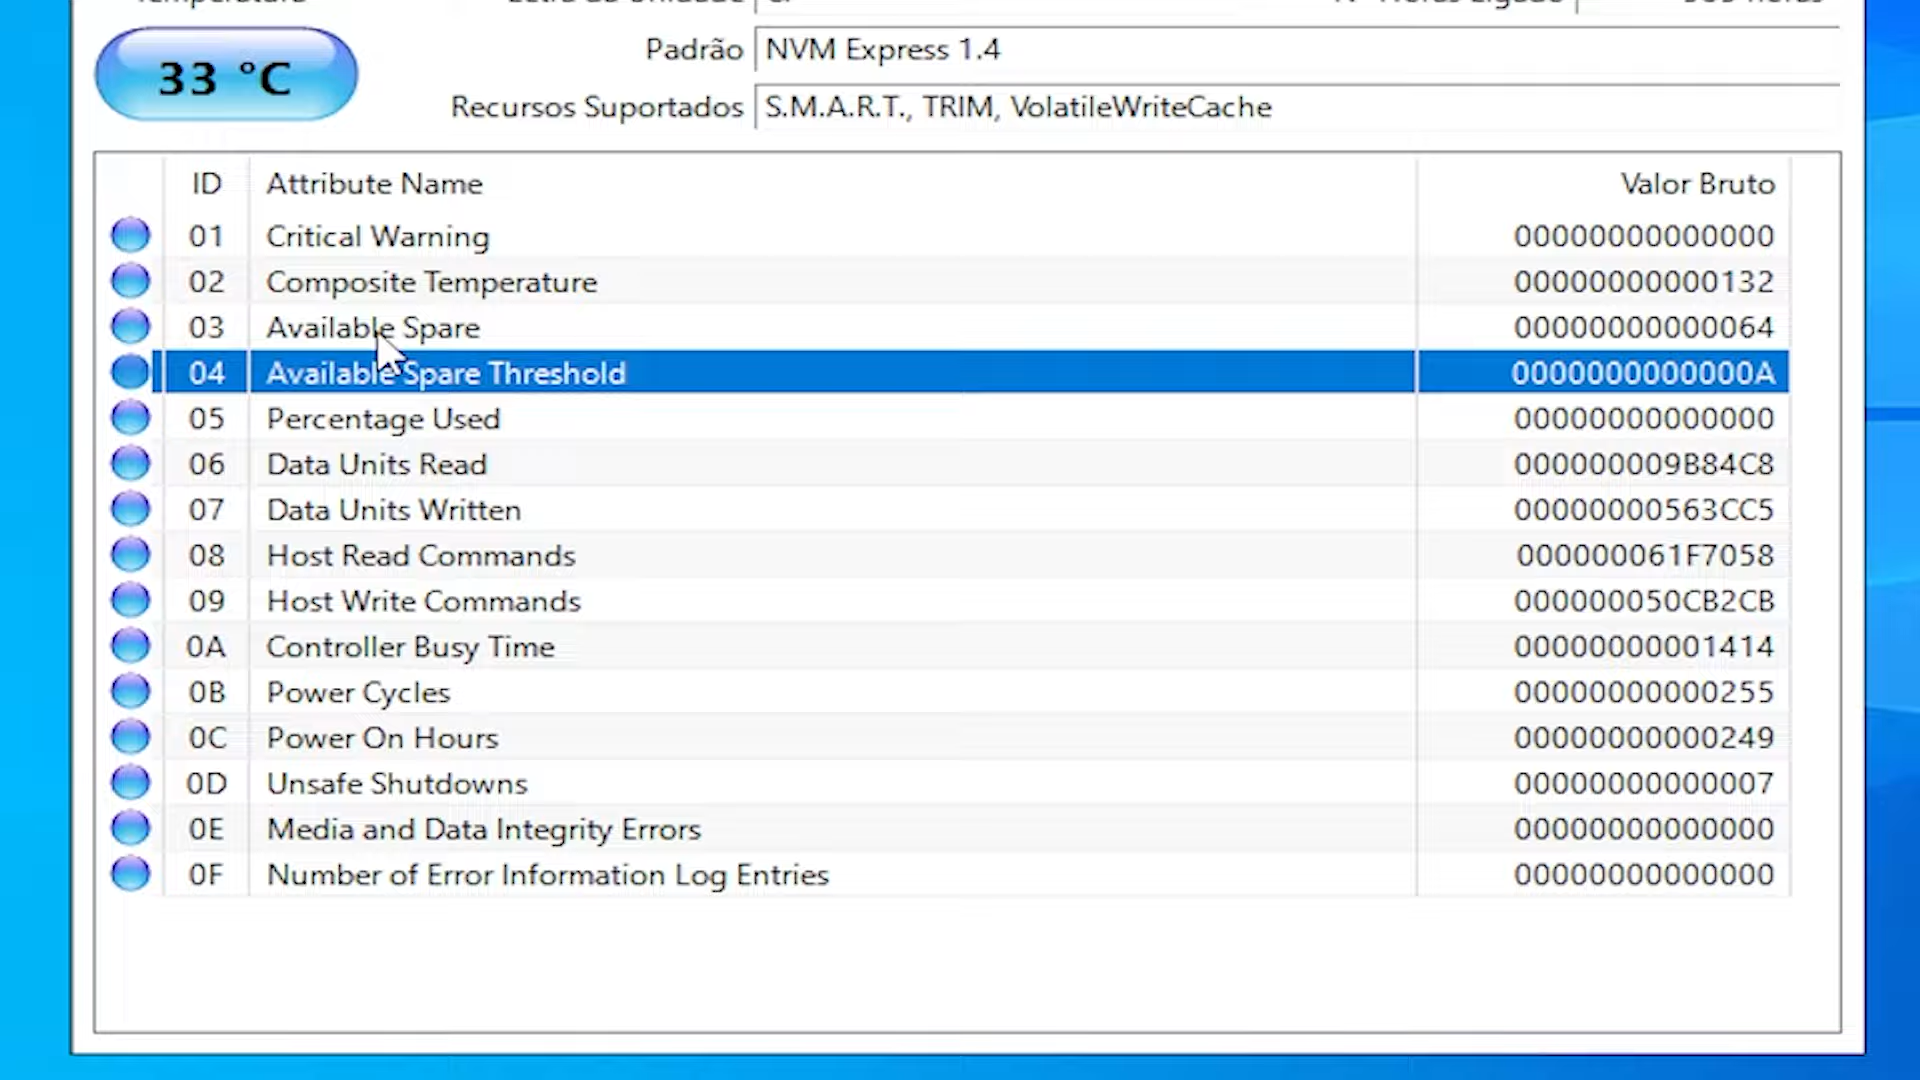 33 °C
Padrão NVM Express 1.4
Recursos Suportados S.M.A.R.T., TRIM, VolatileWriteCache
ID Attribute Name Valor Bruto
01 Critical Warning 00000000000000
02 Composite Temperature 00000000000132
03 Available Spare 00000000000064
04 Available Spare Threshold 0000000000000A
05 Percentage Used 00000000000000
06 Data Units Read 000000009B84C8
07 Data Units Written 00000000563CC5
08 Host Read Commands 000000061F7058
09 Host Write Commands 000000050CB2CB
0A Controller Busy Time 00000000001414
0B Power Cycles 00000000000255
0C Power On Hours 00000000000249
0D Unsafe Shutdowns 00000000000007
0E Media and Data Integrity Errors 00000000000000
0F Number of Error Information Log Entries 00000000000000